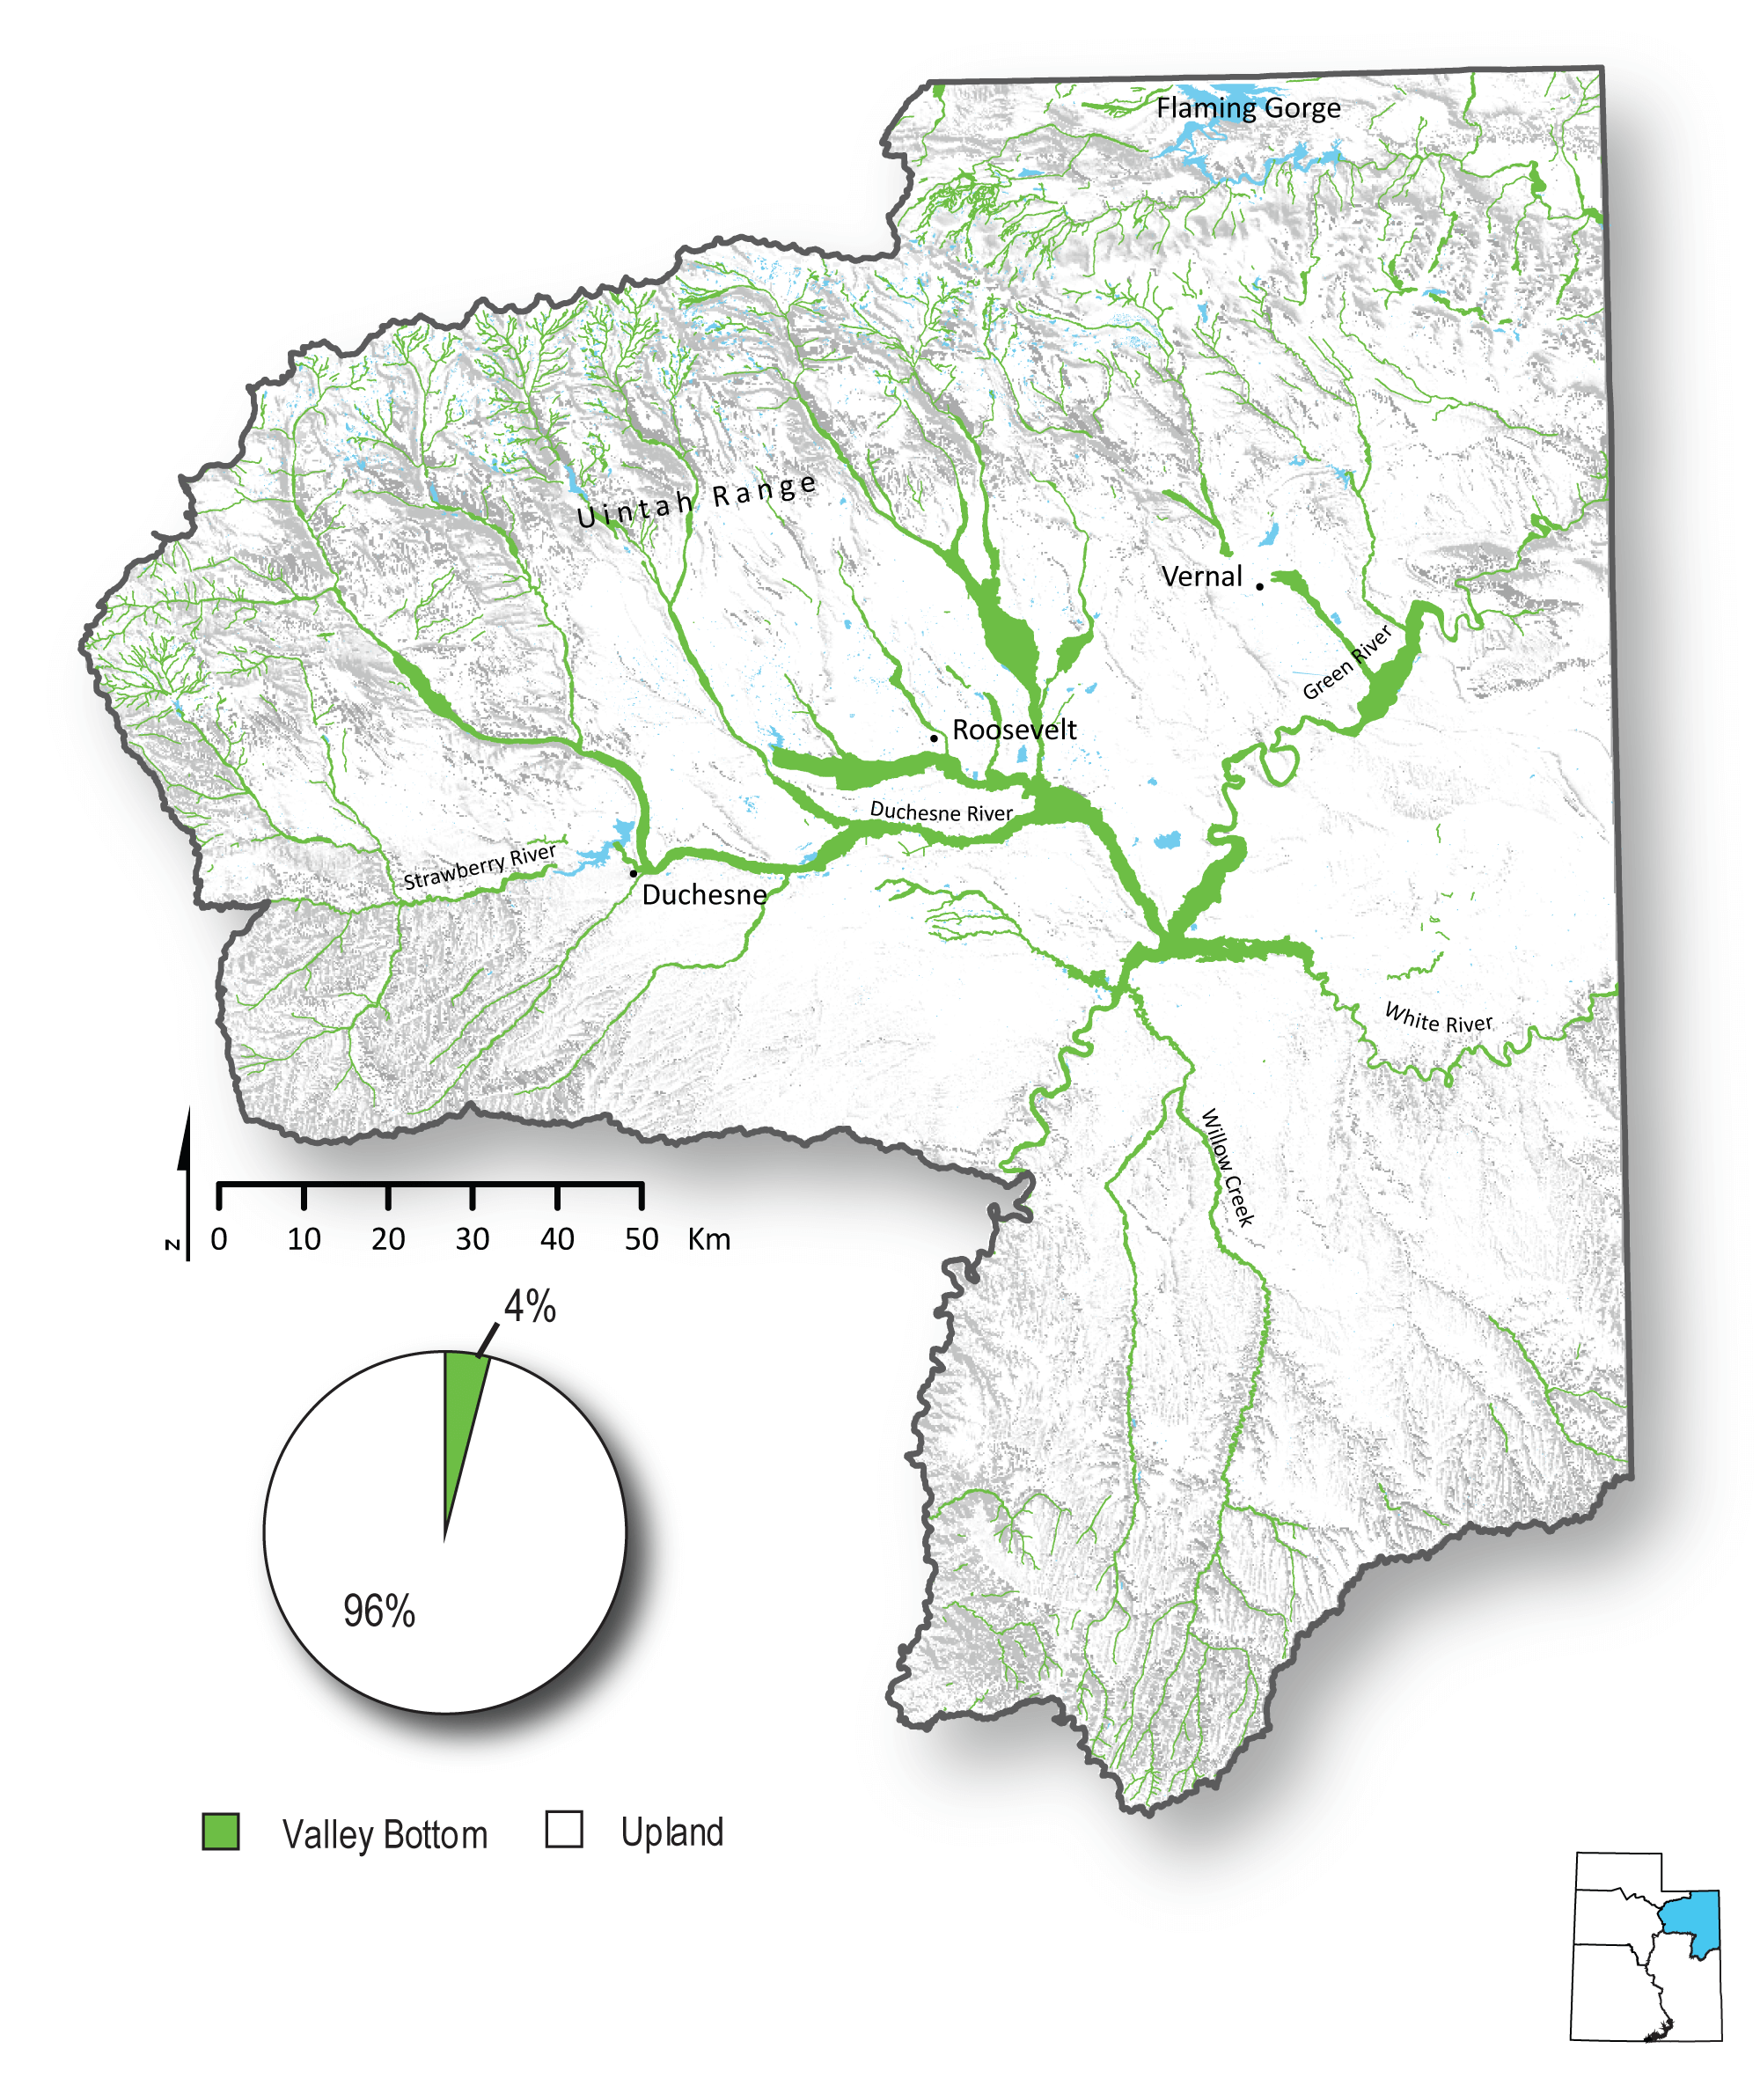 Flaming Gorge
Uintah Range
Vernal
Green River
Roosevelt
Duchesne River
Strawberry River
Duchesne
White River
Willow Creek
N
0 10 20 30 40 50 Km
4%
96%
Valley Bottom Upland